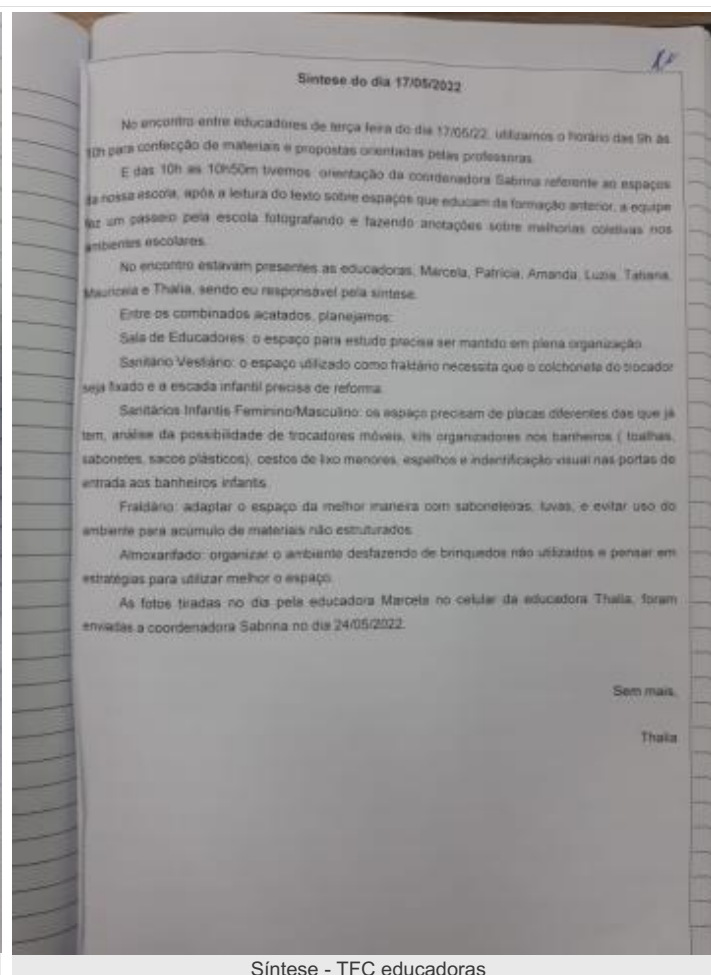 Síntese do dia 17/05/2022
No encontro entre educadores de terça feira do dia 17/05/22, utilizamos o horário das 9h às
10h para confecção de materiais e propostas orientadas pelas professoras.
E das 10h as 10h50m tivemos orientação da coordenadora Sabrina referente ao espaços
da nossa escola, após a leitura do texto sobre espaços que educam da formação anterior, a equipe
fez um passeio pela escola fotografando e fazendo anotações sobre melhorias coletivas nos
ambientes escolares.
No encontro estavam presentes as educadoras, Marcela, Patricia, Amanda, Luzia, Tatiana,
Mauricela e Thalia, sendo eu responsável pela síntese.
Entre os combinados acatados, planejamos:
Sala de Educadores: o espaço para estudo precisa ser mantido em plena organização.
Sanitário Vestiário: o espaço utilizado como fraldário necessita que o colchonete do trocador
seja fixado e a escada infantil precisa de reforma.
Sanitários Infantis Feminino/Masculino: os espaço precisam de placas diferentes das que já
tem, análise da possibilidade de trocadores móveis, kits organizadores nos banheiros ( toalhas,
sabonetes, sacos plásticos), cestos de lixo menores, espelhos e indentificação visual nas portas de
entrada aos banheiros infantis.
Fraldário: adaptar o espaço da melhor maneira com saboneteiras, luvas, e evitar uso do
ambiente para acúmulo de materiais não estruturados.
Almoxarifado: organizar o ambiente desfazendo de brinquedos não utilizados e pensar em
estratégias para utilizar melhor o espaço.
As fotos tiradas no dia pela educadora Marcela no celular da educadora Thalia, foram
enviadas a coordenadora Sabrina no dia 24/05/2022.
Sem mais,
Thalia
Síntese - TFC educadoras